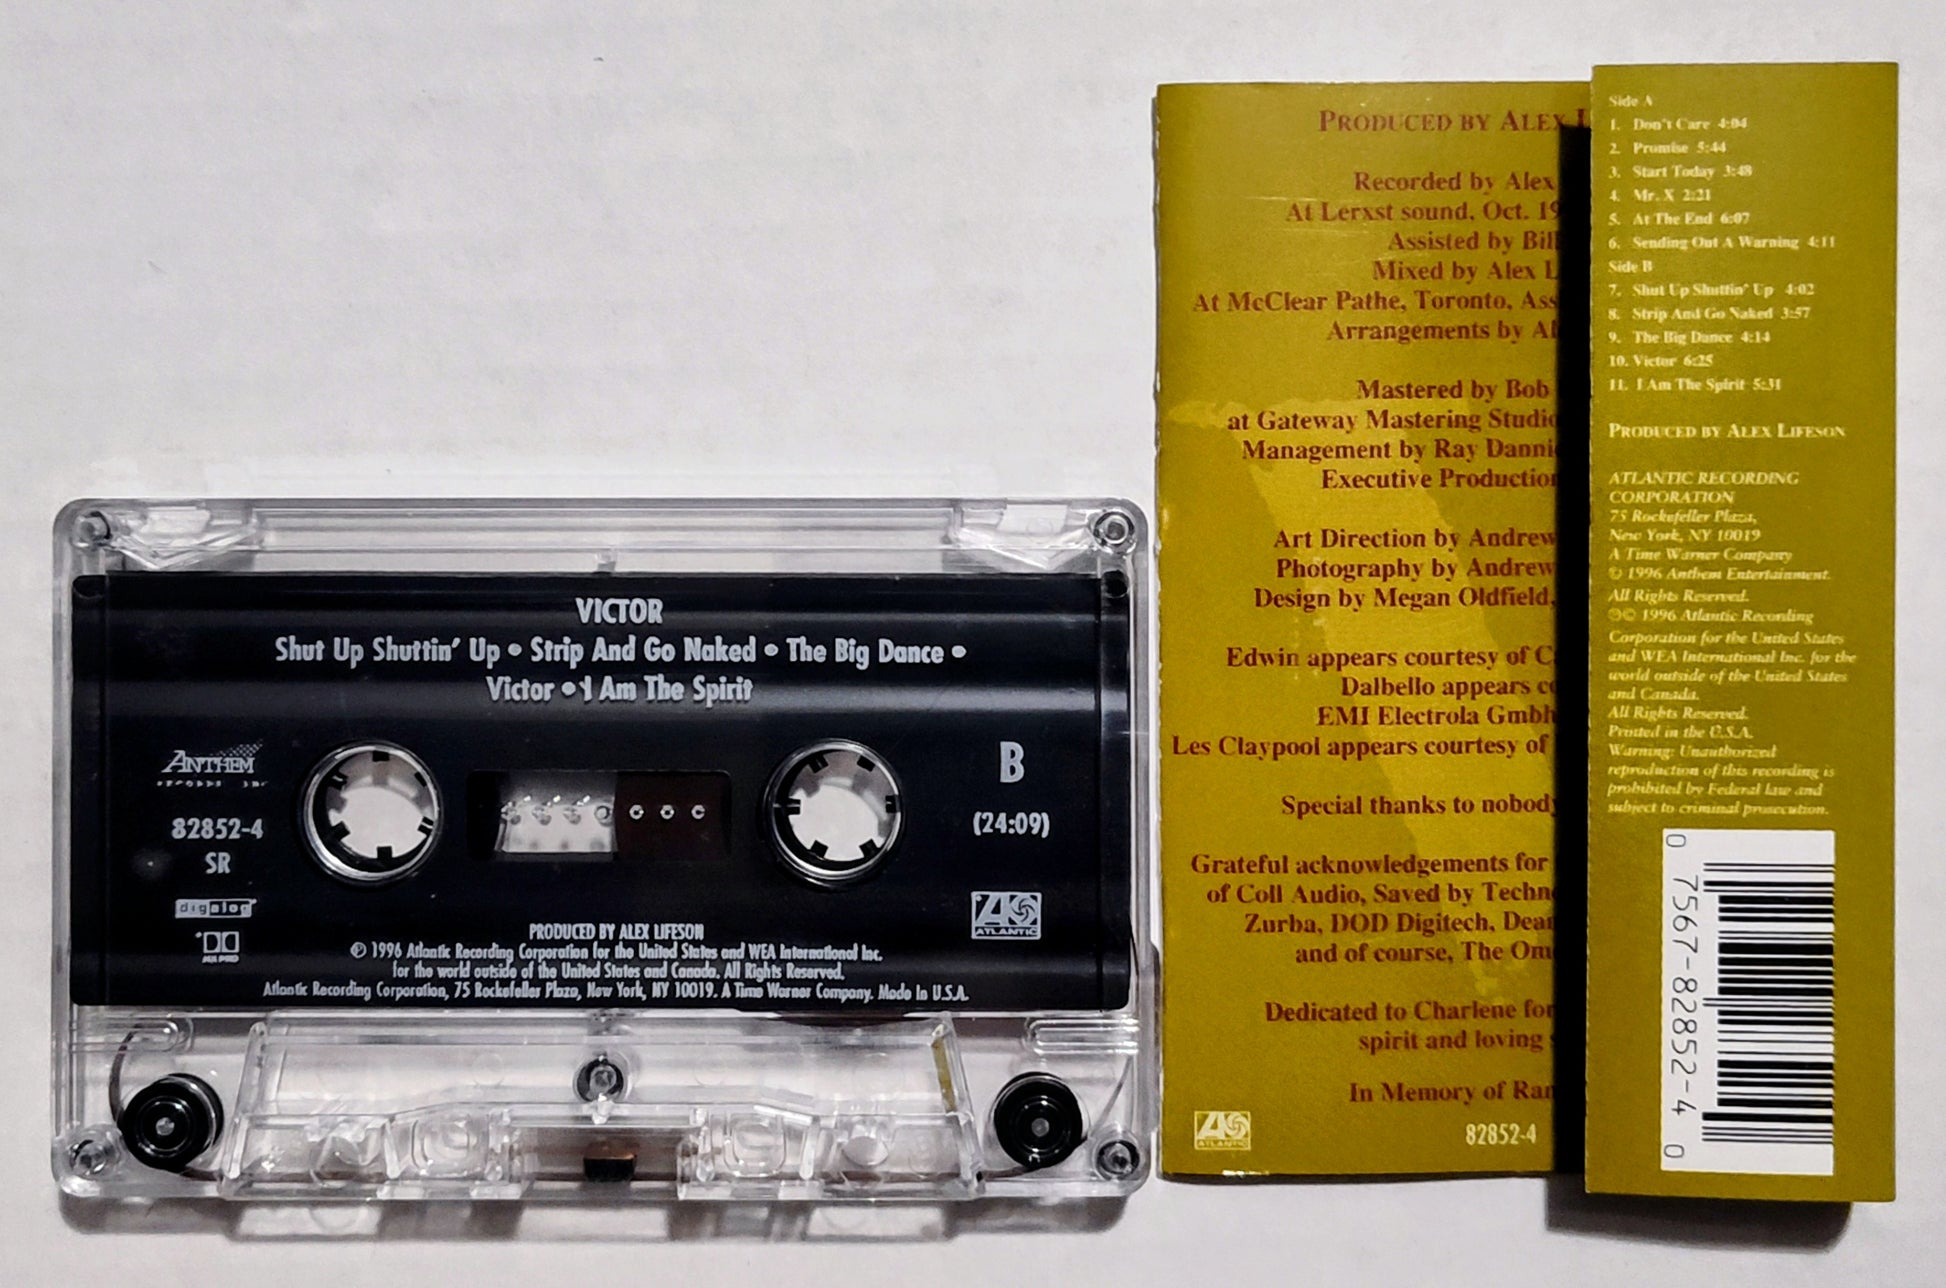 VICTOR
Shut Up Shuttin' Up • Strip And Go Naked • The Big Dance •
Victor • I Am The Spirit
ANTHEM
82852-4
SR
digalog
HX PRO
B
(24:09)
ATLANTIC
PRODUCED BY ALEX LIFESON
℗ 1996 Atlantic Recording Corporation for the United States and WEA International Inc.
for the world outside of the United States and Canada. All Rights Reserved.
Atlantic Recording Corporation, 75 Rockefeller Plaza, New York, NY 10019. A Time Warner Company. Made In U.S.A.
PRODUCED BY ALEX L
Recorded by Alex
At Lerxst sound, Oct. 19
Assisted by Bill
Mixed by Alex L
At McClear Pathe, Toronto, Ass
Arrangements by Al
Mastered by Bob
at Gateway Mastering Studio
Management by Ray Danni
Executive Production
Art Direction by Andrew
Photography by Andrew
Design by Megan Oldfield,
Edwin appears courtesy of C
Dalbello appears co
EMI Electrola Gmbh
Les Claypool appears courtesy of
Special thanks to nobody
Grateful acknowledgements for
of Coll Audio, Saved by Techno
Zurba, DOD Digitech, Dean
and of course, The Om
Dedicated to Charlene for
spirit and loving s
In Memory of Ran
ATLANTIC
82852-4
Side A
1. Don't Care 4:04
2. Promise 5:44
3. Start Today 3:48
4. Mr. X 2:21
5. At The End 6:07
6. Sending Out A Warning 4:11
Side B
7. Shut Up Shuttin' Up 4:02
8. Strip And Go Naked 3:57
9. The Big Dance 4:14
10. Victor 6:25
11. I Am The Spirit 5:31
PRODUCED BY ALEX LIFESON
ATLANTIC RECORDING
CORPORATION
75 Rockefeller Plaza,
New York, NY 10019
A Time Warner Company
© 1996 Anthem Entertainment.
All Rights Reserved.
℗© 1996 Atlantic Recording
Corporation for the United States
and WEA International Inc. for the
world outside of the United States
and Canada.
All Rights Reserved.
Printed in the U.S.A.
Warning: Unauthorized
reproduction of this recording is
prohibited by Federal law and
subject to criminal prosecution.
0 7567-82852-4 0